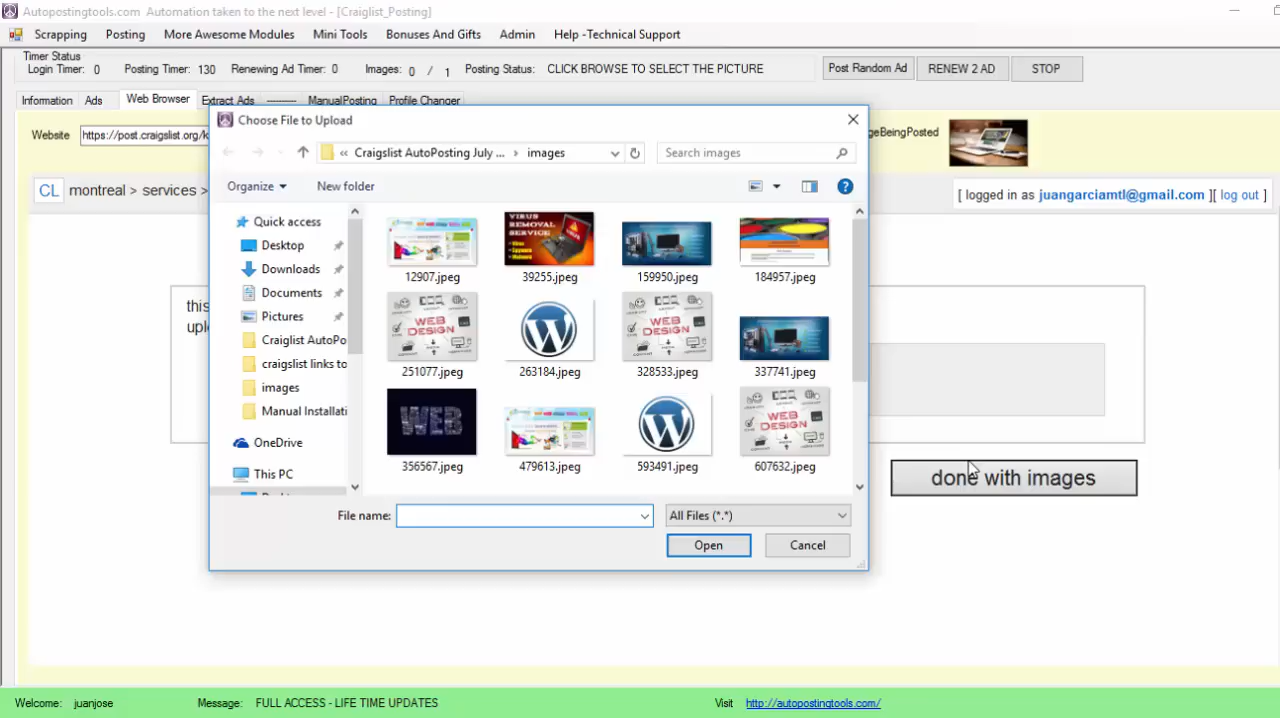 Autopostingtools.com  Automation taken to the next level - [Craiglist_Posting]
Scrapping Posting More Awesome Modules Mini Tools Bonuses And Gifts Admin Help -Technical Support
Timer Status
Login Timer: 0 Posting Timer: 130 Renewing Ad Timer: 0 Images: 0 / 1 Posting Status: CLICK BROWSE TO SELECT THE PICTURE Post Random Ad RENEW 2 AD STOP
Information Ads Web Browser Extract Ads ---------- ManualPosting Profile Changer
Choose File to Upload
Website https://post.craigslist.org/k geBeingPosted
« Craigslist AutoPosting July ... > images Search images
CL montreal > services > [ logged in as juangarciamtl@gmail.com ][ log out ]
Organize New folder ?
Quick access
Desktop
Downloads
Documents
Pictures
Craiglist AutoPo
craigslist links to
images
Manual Installati
OneDrive
This PC
VIRUS
REMOVAL
SERVICE
12907.jpeg 39255.jpeg 159950.jpeg 184957.jpeg
WEB DESIGN WEB DESIGN
251077.jpeg 263184.jpeg 328533.jpeg 337741.jpeg
WEB WEB DESIGN
356567.jpeg 479613.jpeg 593491.jpeg 607632.jpeg
this
uplo
done with images
File name: All Files (*.*)
Open Cancel
Welcome: juanjose Message: FULL ACCESS - LIFE TIME UPDATES Visit http://autopostingtools.com/